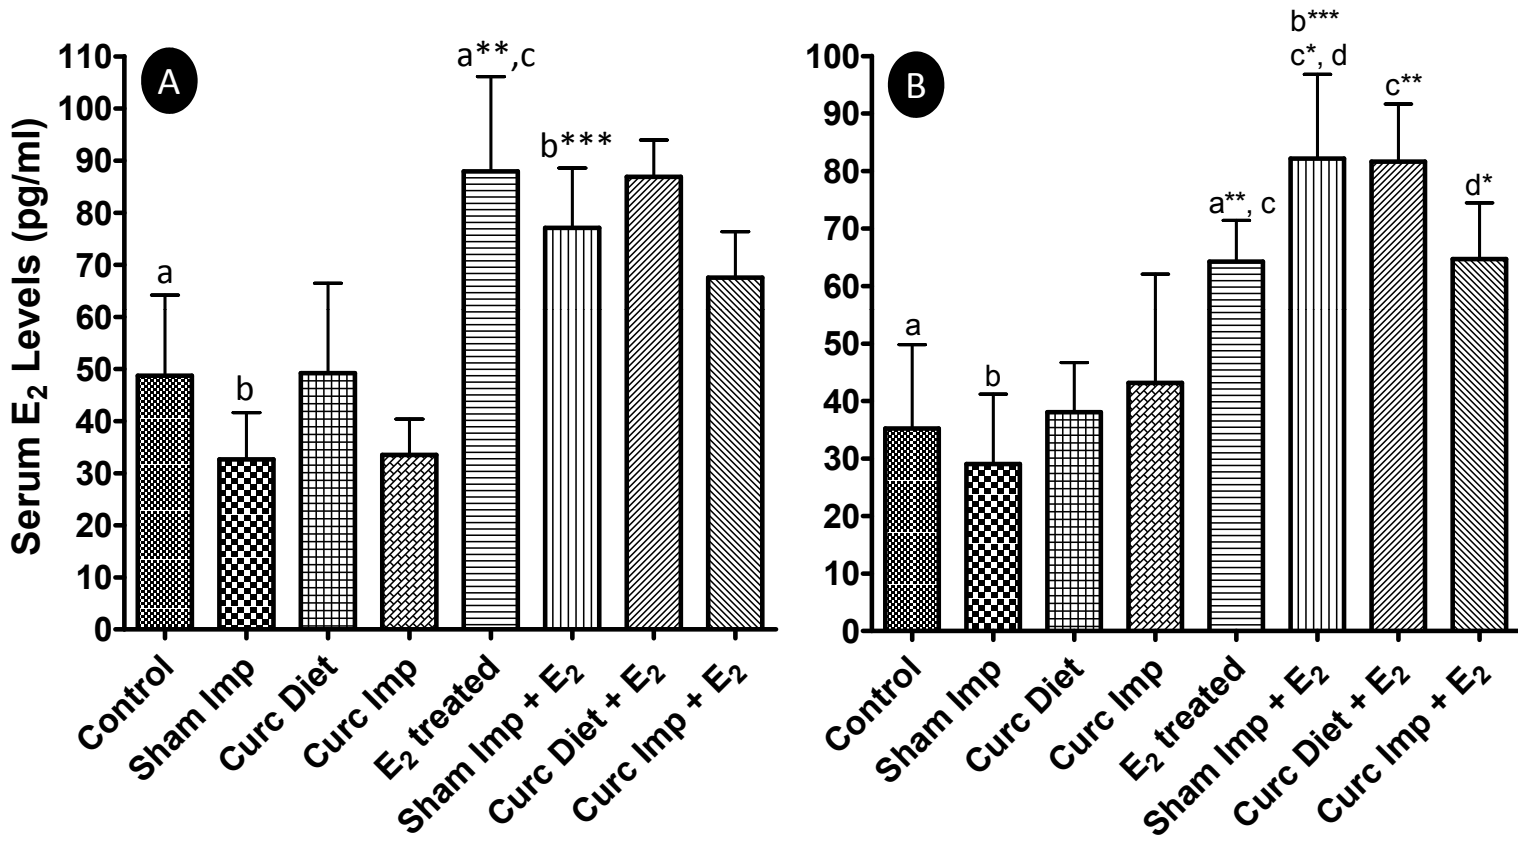 Serum E₂ Levels (pg/ml)
A
110
100
90
80
70
60
50
40
30
20
10
0
a
b
a**,c
b***
Control
Sham Imp
Curc Diet
Curc Imp
E₂ treated
Sham Imp + E₂
Curc Diet + E₂
Curc Imp + E₂
B
100
90
80
70
60
50
40
30
20
10
0
a
b
a**, c
b***
c*, d
c**
d*
Control
Sham Imp
Curc Diet
Curc Imp
E₂ treated
Sham Imp + E₂
Curc Diet + E₂
Curc Imp + E₂